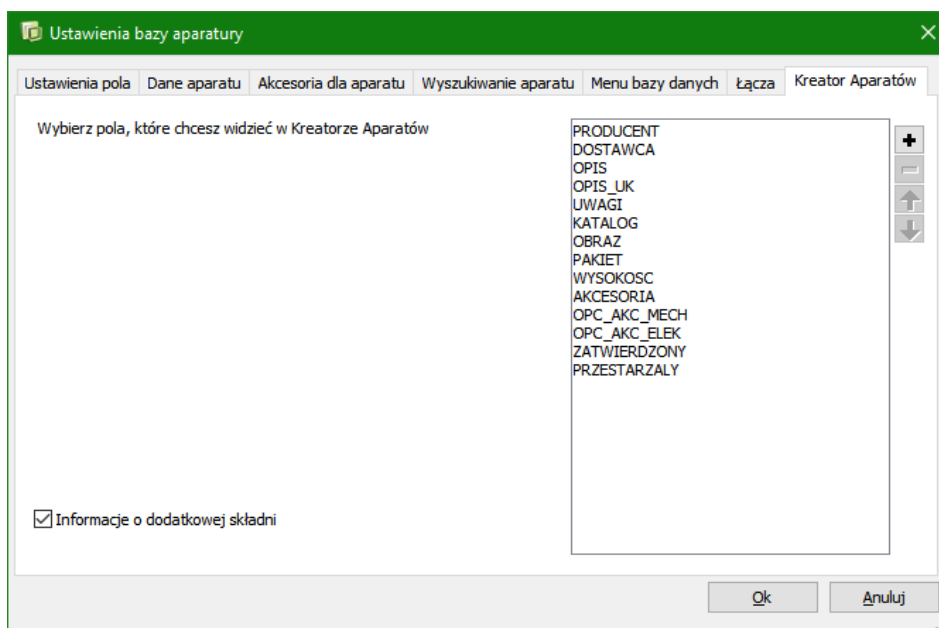 Ustawienia bazy aparatury
Ustawienia pola Dane aparatu Akcesoria dla aparatu Wyszukiwanie aparatu Menu bazy danych Łącza Kreator Aparatów
Wybierz pola, które chcesz widzieć w Kreatorze Aparatów
PRODUCENT
DOSTAWCA
OPIS
OPIS_UK
UWAGI
KATALOG
OBRAZ
PAKIET
WYSOKOSC
AKCESORIA
OPC_AKC_MECH
OPC_AKC_ELEK
ZATWIERDZONY
PRZESTARZALY
Informacje o dodatkowej składni
Ok Anuluj